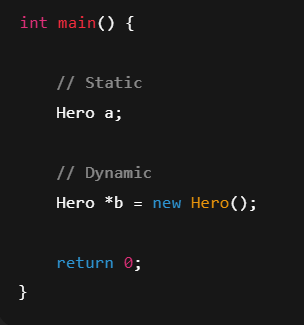 int main() {
// Static
Hero a;
// Dynamic
Hero *b = new Hero();
return 0;
}